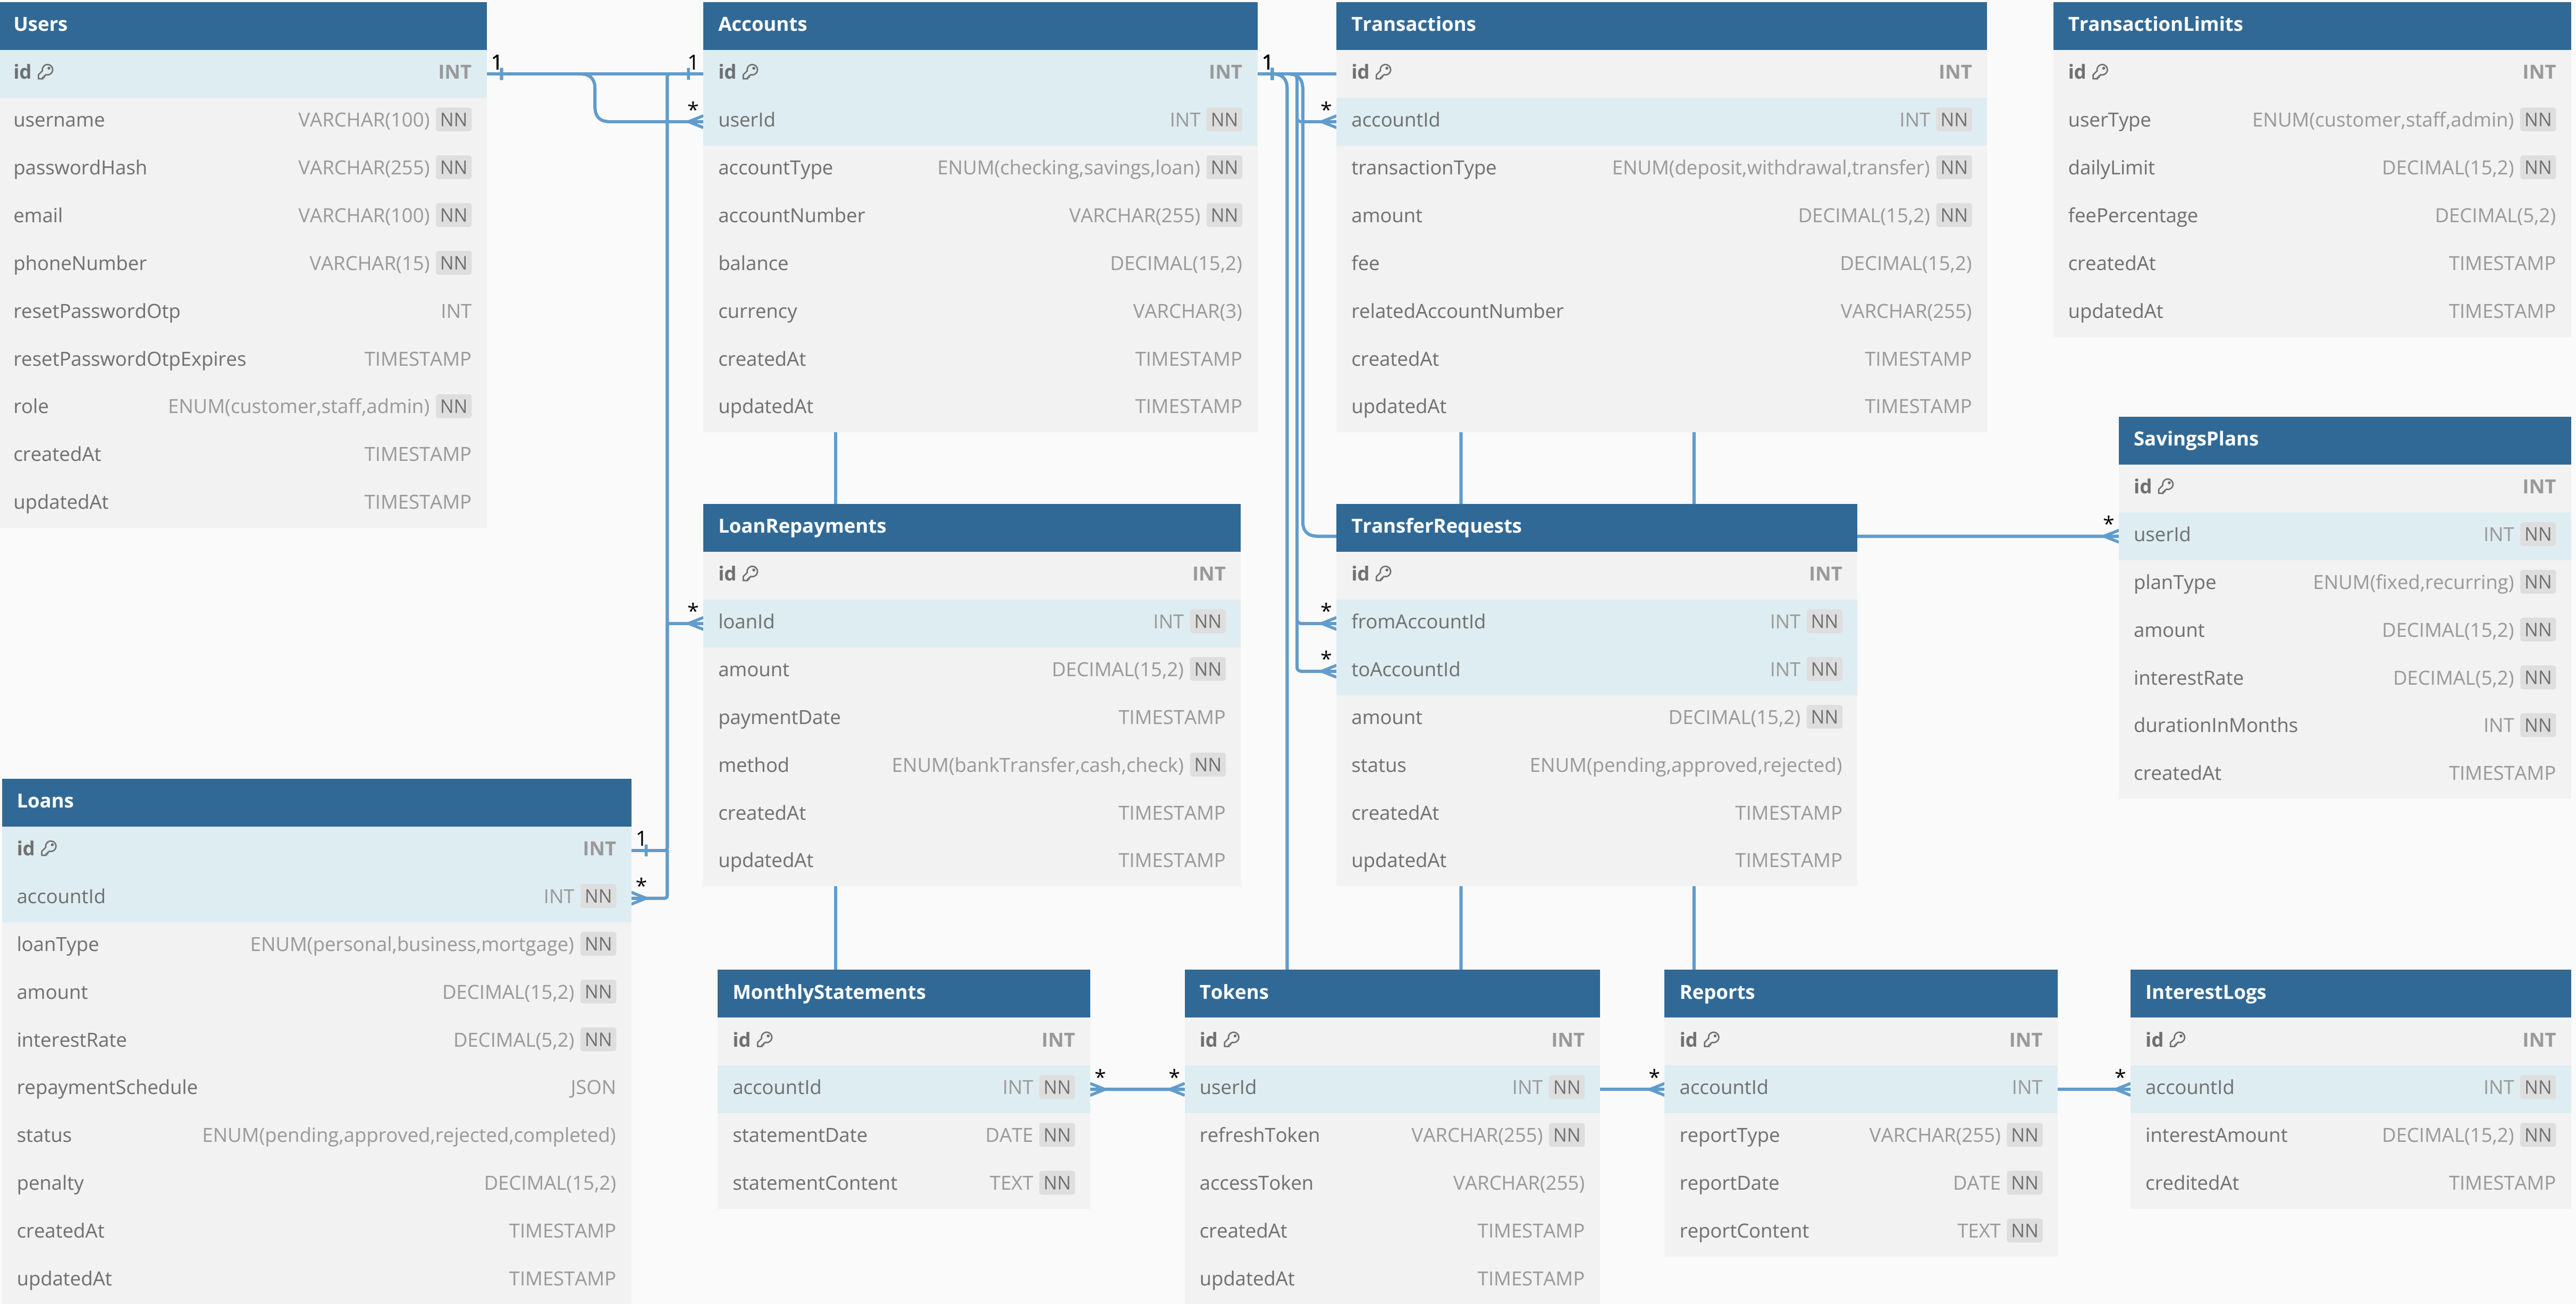 Users
id INT
username VARCHAR(100) NN
passwordHash VARCHAR(255) NN
email VARCHAR(100) NN
phoneNumber VARCHAR(15) NN
resetPasswordOtp INT
resetPasswordOtpExpires TIMESTAMP
role ENUM(customer,staff,admin) NN
createdAt TIMESTAMP
updatedAt TIMESTAMP
1
1
*
Accounts
id INT
userId INT NN
accountType ENUM(checking,savings,loan) NN
accountNumber VARCHAR(255) NN
balance DECIMAL(15,2)
currency VARCHAR(3)
createdAt TIMESTAMP
updatedAt TIMESTAMP
1
*
Transactions
id INT
accountId INT NN
transactionType ENUM(deposit,withdrawal,transfer) NN
amount DECIMAL(15,2) NN
fee DECIMAL(15,2)
relatedAccountNumber VARCHAR(255)
createdAt TIMESTAMP
updatedAt TIMESTAMP
TransactionLimits
id INT
userType ENUM(customer,staff,admin) NN
dailyLimit DECIMAL(15,2) NN
feePercentage DECIMAL(5,2)
createdAt TIMESTAMP
updatedAt TIMESTAMP
*
LoanRepayments
id INT
loanId INT NN
amount DECIMAL(15,2) NN
paymentDate TIMESTAMP
method ENUM(bankTransfer,cash,check) NN
createdAt TIMESTAMP
updatedAt TIMESTAMP
*
*
TransferRequests
id INT
fromAccountId INT NN
toAccountId INT NN
amount DECIMAL(15,2) NN
status ENUM(pending,approved,rejected)
createdAt TIMESTAMP
updatedAt TIMESTAMP
*
SavingsPlans
id INT
userId INT NN
planType ENUM(fixed,recurring) NN
amount DECIMAL(15,2) NN
interestRate DECIMAL(5,2) NN
durationInMonths INT NN
createdAt TIMESTAMP
Loans
id INT
accountId INT NN
loanType ENUM(personal,business,mortgage) NN
amount DECIMAL(15,2) NN
interestRate DECIMAL(5,2) NN
repaymentSchedule JSON
status ENUM(pending,approved,rejected,completed)
penalty DECIMAL(15,2)
createdAt TIMESTAMP
updatedAt TIMESTAMP
1
*
MonthlyStatements
id INT
accountId INT NN
statementDate DATE NN
statementContent TEXT NN
*
*
Tokens
id INT
userId INT NN
refreshToken VARCHAR(255) NN
accessToken VARCHAR(255)
createdAt TIMESTAMP
updatedAt TIMESTAMP
*
Reports
id INT
accountId INT
reportType VARCHAR(255) NN
reportDate DATE NN
reportContent TEXT NN
*
InterestLogs
id INT
accountId INT NN
interestAmount DECIMAL(15,2) NN
creditedAt TIMESTAMP